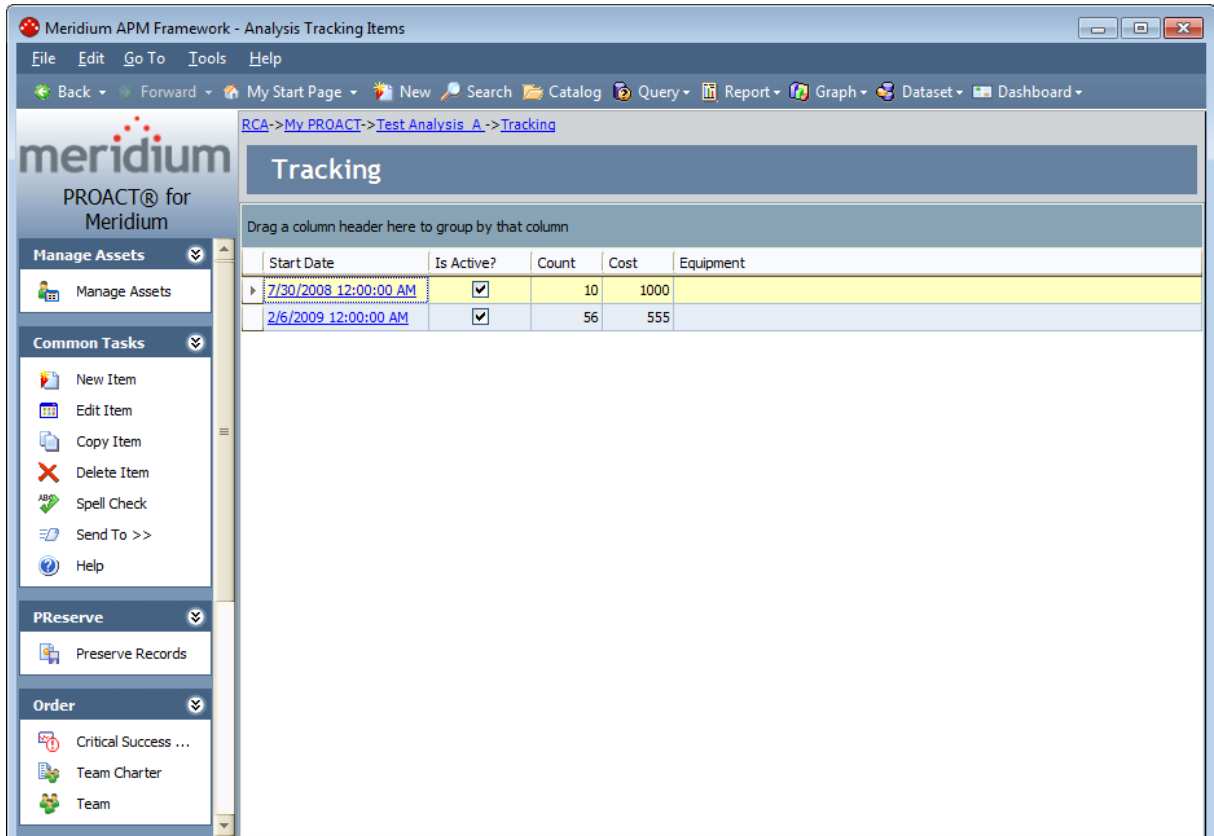 Meridium APM Framework - Analysis Tracking Items
File Edit Go To Tools Help
Back Forward My Start Page New Search Catalog Query Report Graph Dataset Dashboard
RCA->My PROACT->Test Analysis A ->Tracking
meridium
PROACT® for
Meridium
Tracking
Drag a column header here to group by that column
Start Date Is Active? Count Cost Equipment
7/30/2008 12:00:00 AM 10 1000
2/6/2009 12:00:00 AM 56 555
Manage Assets
Manage Assets
Common Tasks
New Item
Edit Item
Copy Item
Delete Item
ABC
Spell Check
Send To >>
Help
PReserve
Preserve Records
Order
Critical Success ...
Team Charter
Team